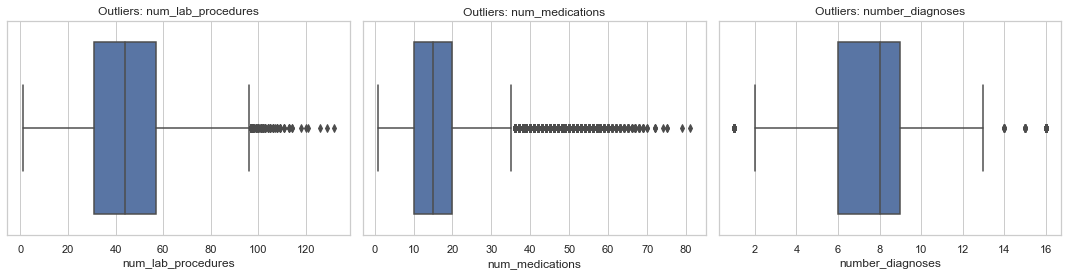 Outliers: num_lab_procedures
0 20 40 60 80 100 120
num_lab_procedures
Outliers: num_medications
0 10 20 30 40 50 60 70 80
num_medications
Outliers: number_diagnoses
2 4 6 8 10 12 14 16
number_diagnoses